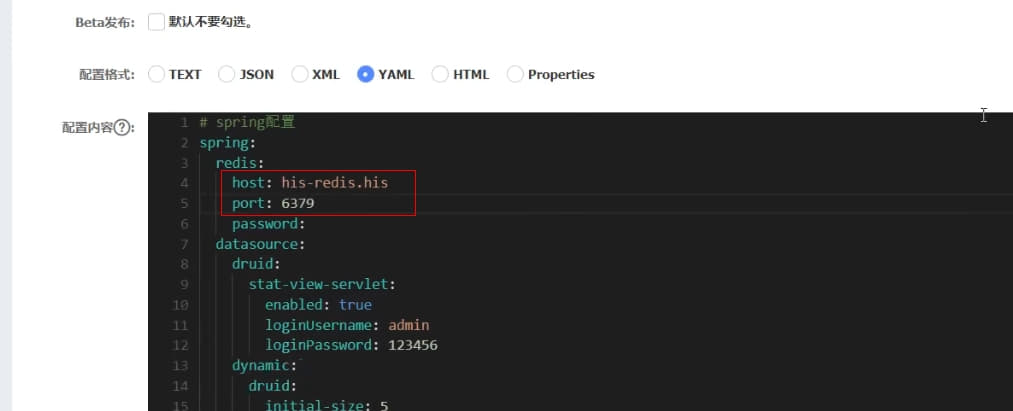 Beta发布: 默认不要勾选。
配置格式: TEXT JSON XML YAML HTML Properties
配置内容?:
1 # spring配置
2 spring:
3 redis:
4 host: his-redis.his
5 port: 6379
6 password:
7 datasource:
8 druid:
9 stat-view-servlet:
10 enabled: true
11 loginUsername: admin
12 loginPassword: 123456
13 dynamic:
14 druid:
15 initial-size: 5